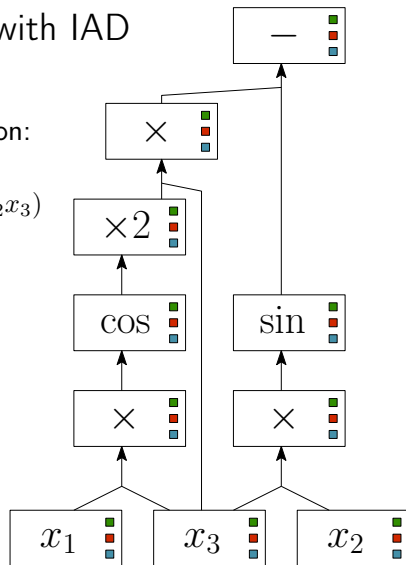 with IAD
−
on:
×
₂x₃)
×2
cos sin
× ×
x₁ x₃ x₂